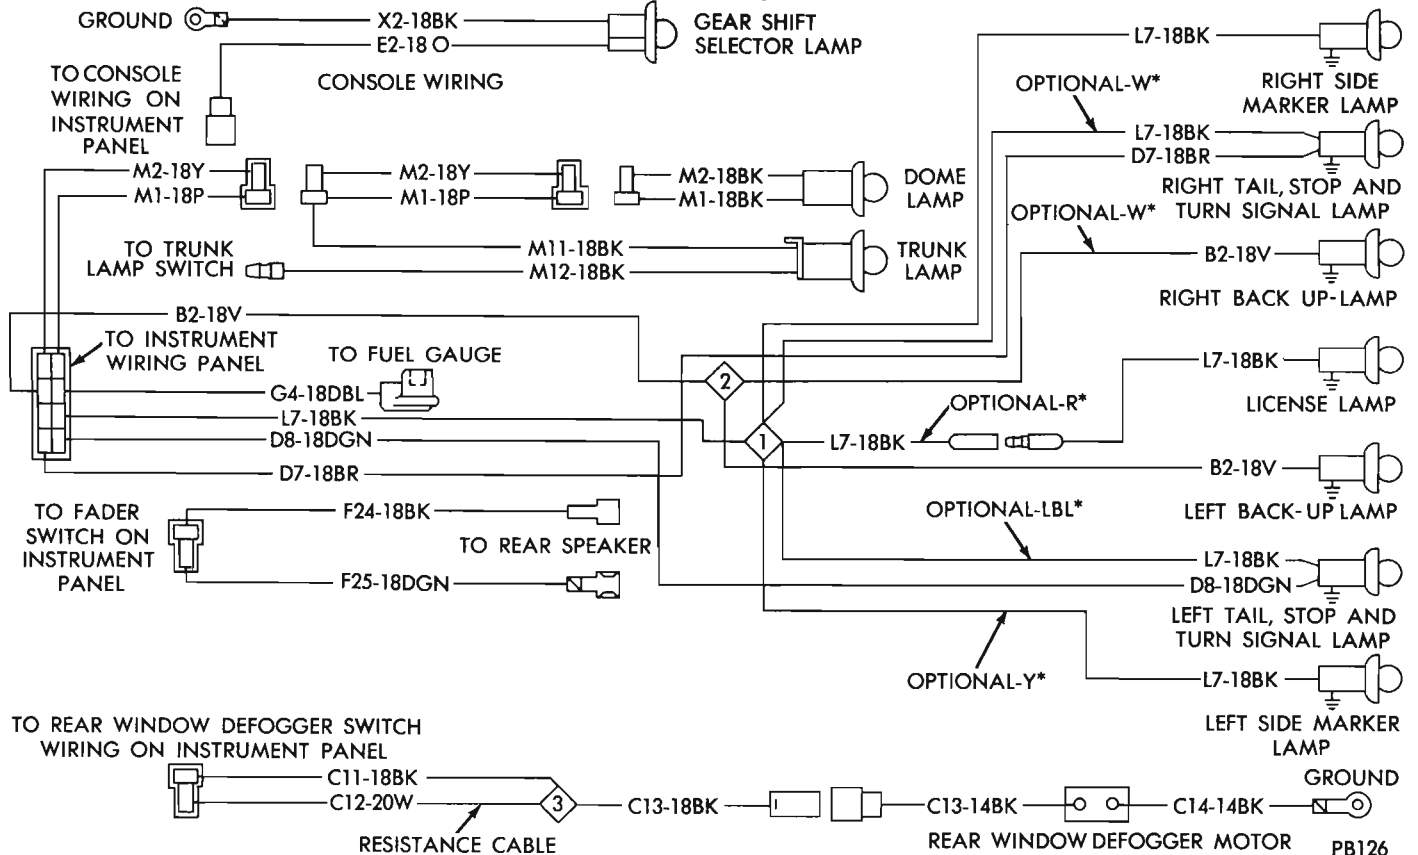 GROUND
X2-18BK
E2-18 O
GEAR SHIFT
SELECTOR LAMP
TO CONSOLE
WIRING ON
INSTRUMENT
PANEL
CONSOLE WIRING
L7-18BK
RIGHT SIDE
MARKER LAMP
OPTIONAL-W*
L7-18BK
D7-18BR
RIGHT TAIL, STOP AND
TURN SIGNAL LAMP
M2-18Y
M1-18P
M2-18Y
M1-18P
M2-18BK
M1-18BK
DOME
LAMP
OPTIONAL-W*
TO TRUNK
LAMP SWITCH
M11-18BK
M12-18BK
TRUNK
LAMP
B2-18V
RIGHT BACK UP-LAMP
B2-18V
TO INSTRUMENT
WIRING PANEL
TO FUEL GAUGE
G4-18DBL
L7-18BK
D8-18DGN
D7-18BR
2
1
L7-18BK
OPTIONAL-R*
L7-18BK
LICENSE LAMP
B2-18V
LEFT BACK-UP LAMP
TO FADER
SWITCH ON
INSTRUMENT
PANEL
F24-18BK
TO REAR SPEAKER
F25-18DGN
OPTIONAL-LBL*
L7-18BK
D8-18DGN
LEFT TAIL, STOP AND
TURN SIGNAL LAMP
OPTIONAL-Y*
L7-18BK
LEFT SIDE MARKER
LAMP
TO REAR WINDOW DEFOGGER SWITCH
WIRING ON INSTRUMENT PANEL
C11-18BK
C12-20W
RESISTANCE CABLE
3
C13-18BK
C13-14BK
REAR WINDOW DEFOGGER MOTOR
C14-14BK
GROUND
PB126